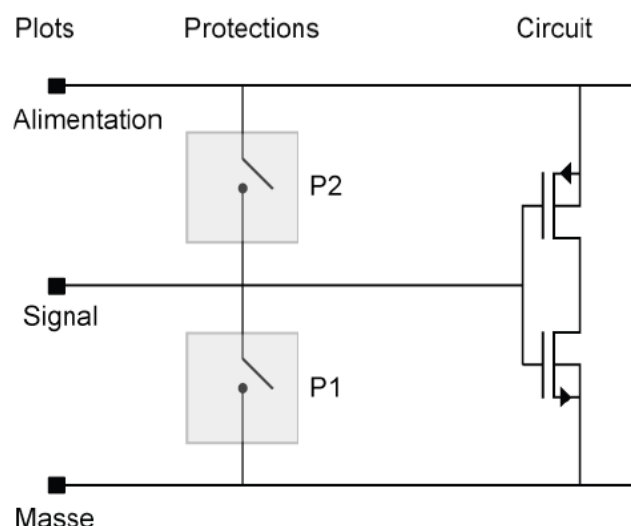 Plots Protections Circuit
Alimentation
P2
Signal
P1
Masse